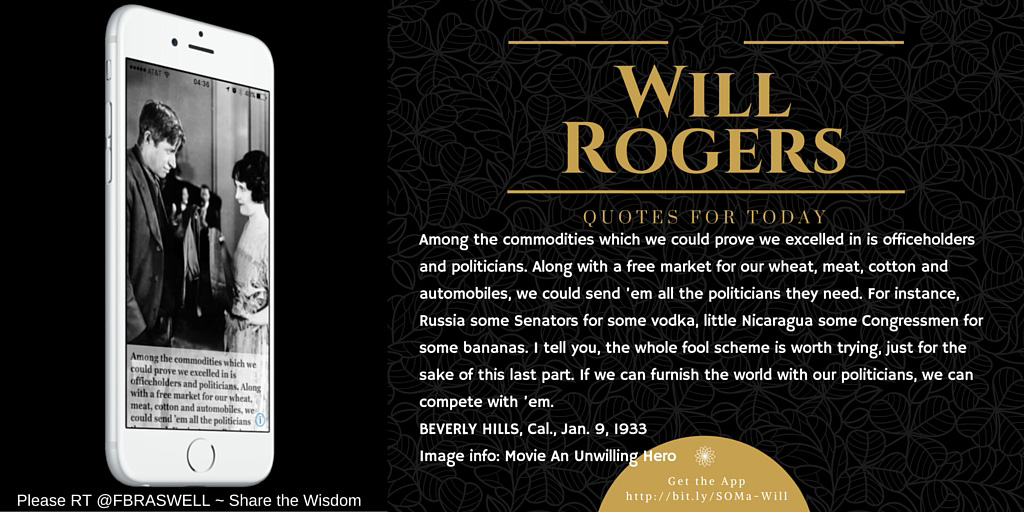 AT&T
04:36
Among the commodities which we
could prove we excelled in is
officeholders and politicians. Along
with a free market for our wheat,
meat, cotton and automobiles, we
could send 'em all the politicians
Please RT @FBRASWELL ~ Share the Wisdom
WILL
ROGERS
QUOTES FOR TODAY
Among the commodities which we could prove we excelled in is officeholders
and politicians. Along with a free market for our wheat, meat, cotton and
automobiles, we could send 'em all the politicians they need. For instance,
Russia some Senators for some vodka, little Nicaragua some Congressmen for
some bananas. I tell you, the whole fool scheme is worth trying, just for the
sake of this last part. If we can furnish the world with our politicians, we can
compete with 'em.
BEVERLY HILLS, Cal., Jan. 9, 1933
Image info: Movie An Unwilling Hero
Get the App
http://bit.ly/SOMa-Will